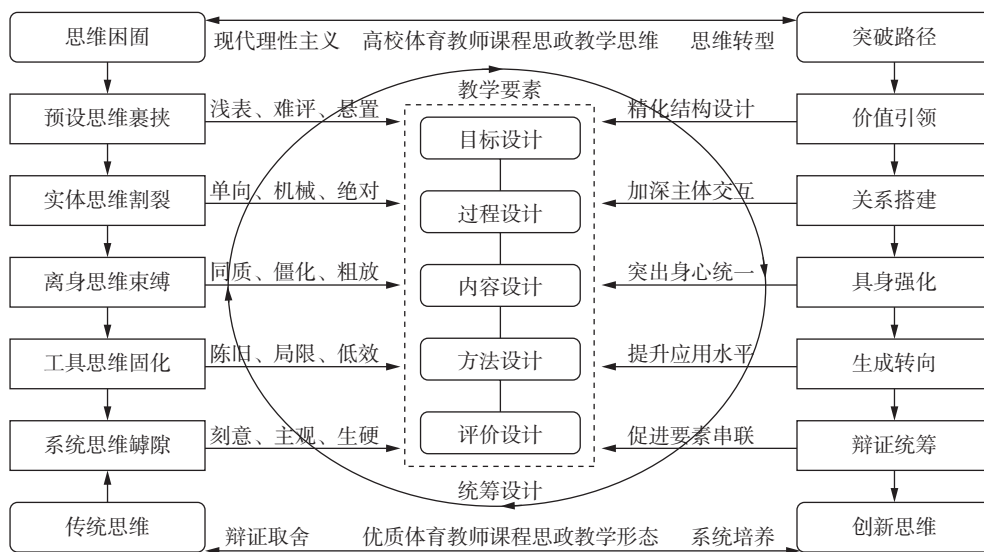 思维困囿
现代理性主义 高校体育教师课程思政教学思维 思维转型
突破路径
教学要素
预设思维裹挟
浅表、难评、悬置
目标设计
精化结构设计
价值引领
实体思维割裂
单向、机械、绝对
过程设计
加深主体交互
关系搭建
离身思维束缚
同质、僵化、粗放
内容设计
突出身心统一
具身强化
工具思维固化
陈旧、局限、低效
方法设计
提升应用水平
生成转向
系统思维罅隙
刻意、主观、生硬
评价设计
促进要素串联
辩证统筹
统筹设计
传统思维
辩证取舍 优质体育教师课程思政教学形态 系统培养
创新思维